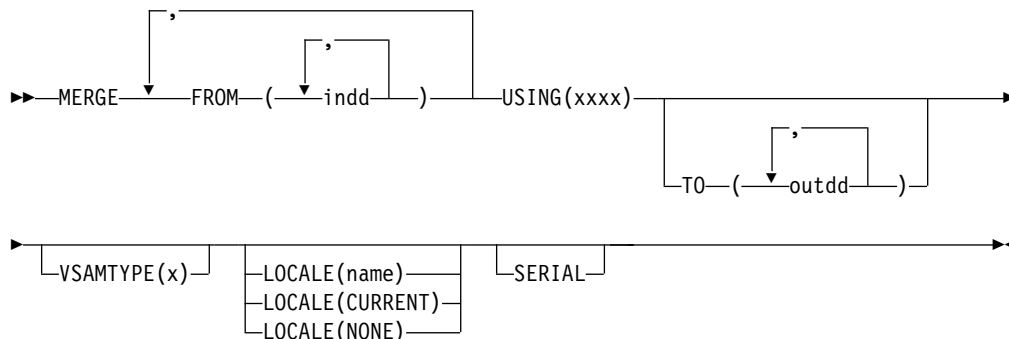 ,
,
MERGE FROM ( indd ) USING(xxxx)
,
TO ( outdd )
VSAMTYPE(x) LOCALE(name) SERIAL
LOCALE(CURRENT)
LOCALE(NONE)